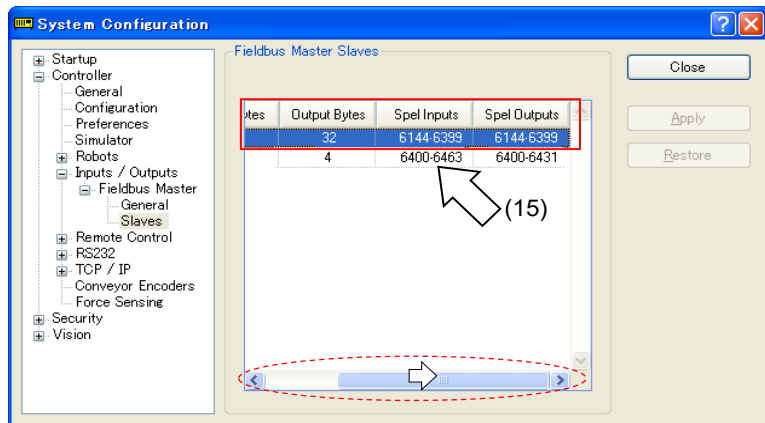 System Configuration
Startup
Controller
General
Configuration
Preferences
Simulator
Robots
Inputs / Outputs
Fieldbus Master
General
Slaves
Remote Control
RS232
TCP / IP
Conveyor Encoders
Force Sensing
Security
Vision
Fieldbus Master Slaves
tes Output Bytes Spel Inputs Spel Outputs
32 6144-6399 6144-6399
4 6400-6463 6400-6431
(15)
Close
Apply
Restore